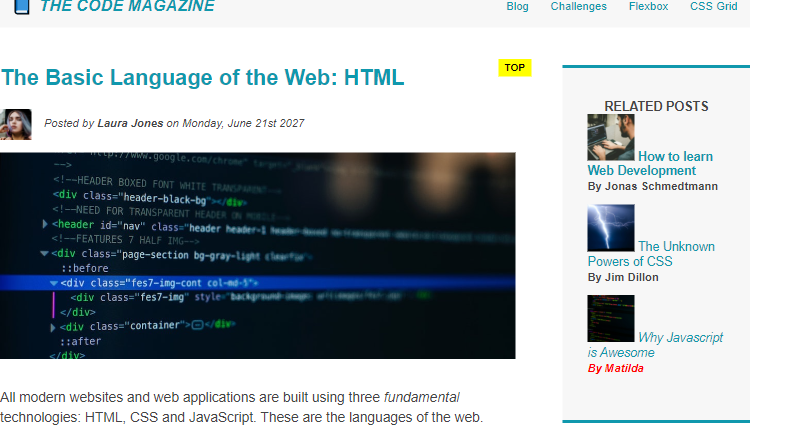 THE CODE MAGAZINE
Blog Challenges Flexbox CSS Grid
The Basic Language of the Web: HTML
TOP
Posted by Laura Jones on Monday, June 21st 2027
-->
<!--HEADER BOXED FONT WHITE TRANSPARENT
<div class="header-black-bg"></div>
<!--NEED FOR TRANSPARENT HEADER ON MOBILE-->
<header id="nav" class="header header-1 header-boxed
<!--FEATURES 7 HALF IMG-->
<div class="page-section bg-gray-light clearfix">
::before
<div class="fes7-img-cont col-md-5">
<div class="fes7-img" style="background-image:
</div>
<div class="container"></div>
::after
</div>
All modern websites and web applications are built using three fundamental
technologies: HTML, CSS and JavaScript. These are the languages of the web.
RELATED POSTS
How to learn
Web Development
By Jonas Schmedtmann
The Unknown
Powers of CSS
By Jim Dillon
Why Javascript
is Awesome
By Matilda